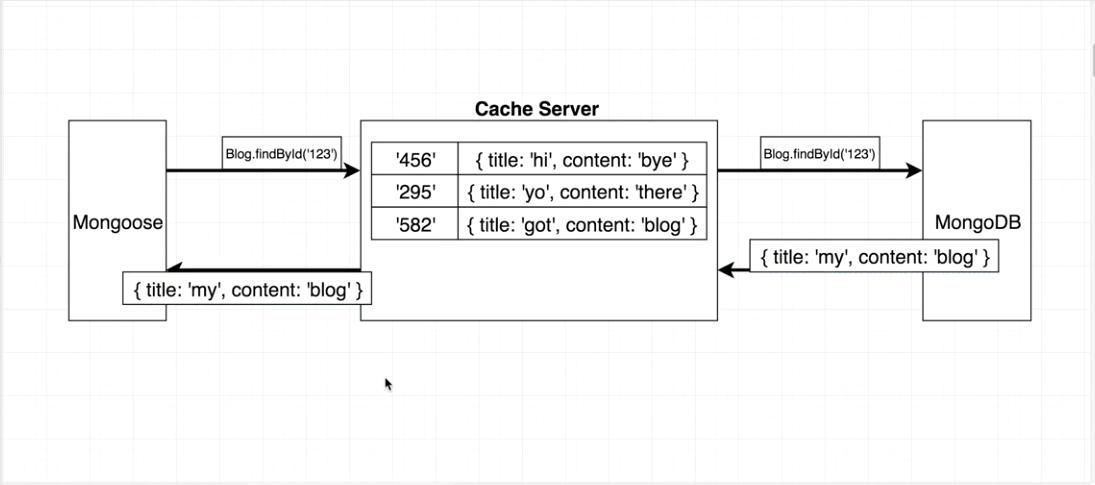 Cache Server
Blog.findById('123')
Blog.findById('123')
'456' { title: 'hi', content: 'bye' }
'295' { title: 'yo', content: 'there' }
'582' { title: 'got', content: 'blog' }
Mongoose
MongoDB
{ title: 'my', content: 'blog' }
{ title: 'my', content: 'blog' }